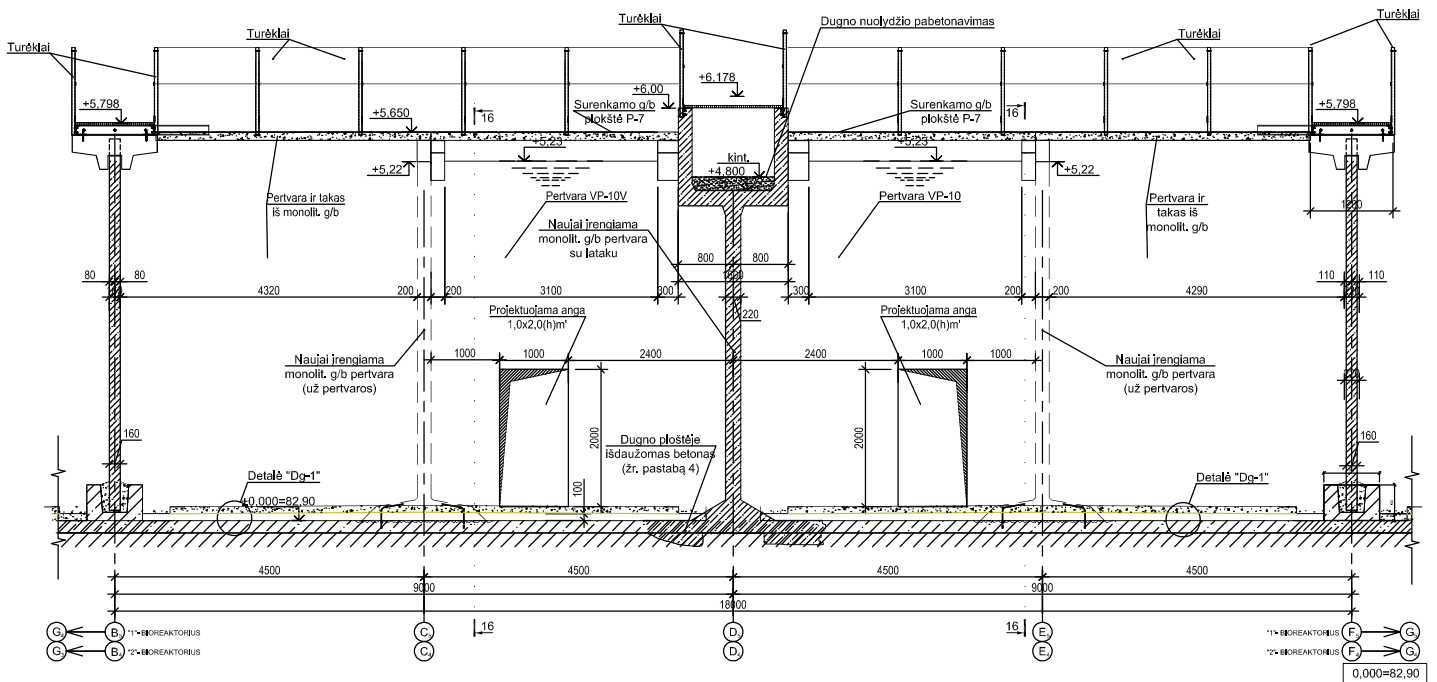 Turėklai
Turėklai
Turėklai
Dugno nuolydžio pabetonavimas
Turėklai
Turėklai
+6,178
+6,00
+5,798
+5,650
16
Surenkamo g/b
plokštė P-7
Surenkamo g/b
plokštė P-7
16
+5,798
+5,23
+5,22
kint.
+4,800
+5,23
+5,22
Pertvara ir takas
iš monolit. g/b
Pertvara VP-10V
Pertvara VP-10
Pertvara ir
takas iš
monolit. g/b
1200
Naujai įrengiama
monolit. g/b pertvara
su lataku
800
800
80
80
110
110
4320
200
200
3100
300
300
3100
200
200
4290
Projektuojama anga
1,0x2,0(h)m'
220
Projektuojama anga
1,0x2,0(h)m'
Naujai įrengiama
monolit. g/b pertvara
(už pertvaros)
1000
1000
2400
2400
1000
1000
Naujai įrengiama
monolit. g/b pertvara
(už pertvaros)
160
2000
Dugno ploštėje
išdaužomas betonas
(žr. pastabą 4)
2000
160
Detalė "Dg-1"
Detalė "Dg-1"
±0,000=82,90
100
4500
4500
4500
4500
9000
9000
18000
16
16
"1"- BIOREAKTORIUS
"1"- BIOREAKTORIUS
"2"- BIOREAKTORIUS
"2"- BIOREAKTORIUS
0,000=82,90